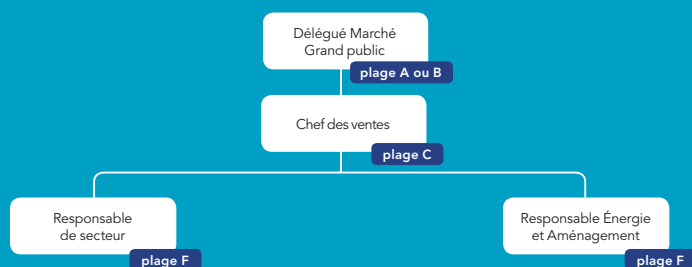 Délégué Marché
Grand public
plage A ou B
Chef des ventes
plage C
Responsable
de secteur
plage F
Responsable Énergie
et Aménagement
plage F